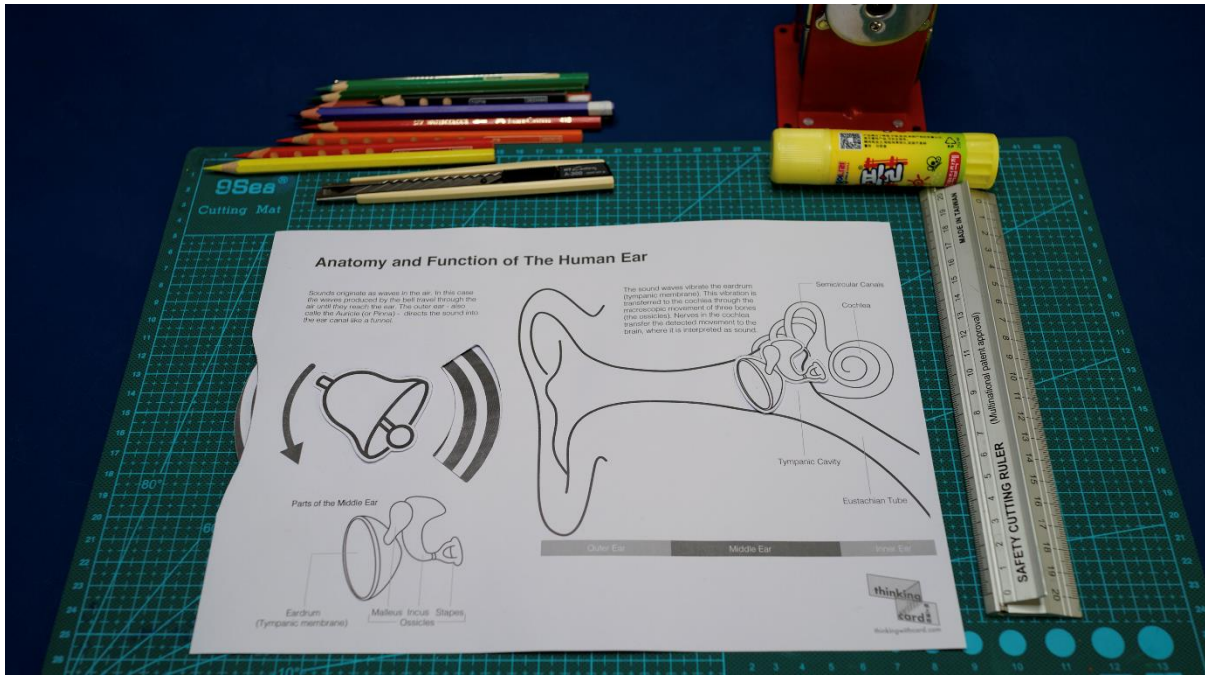 9Sea®
Cutting Mat
Anatomy and Function of The Human Ear
Sounds originate as waves in the air. In this case
the waves produced by the bell travel through the
air until they reach the ear. The outer ear - also
calle the Auricle (or Pinna) - directs the sound into
the ear canal like a funnel.
The sound waves vibrate the eardrum
(tympanic membrane). This vibration is
transferred to the cochlea through the
microscopic movement of three bones
(the ossicles). Nerves in the cochlea
transfer the detected movement to the
brain, where it is interpreted as sound.
Semicircular Canals
Cochlea
Tympanic Cavity
Eustachian Tube
Parts of the Middle Ear
Eardrum
(Tympanic membrane)
Malleus Incus Stapes
Ossicles
Outer Ear
Middle Ear
Inner Ear
thinking
card
thinkingwithcard.com
MADE IN TAIWAN
(Multinational patent approval)
SAFETY CUTTING RULER
80°
10°